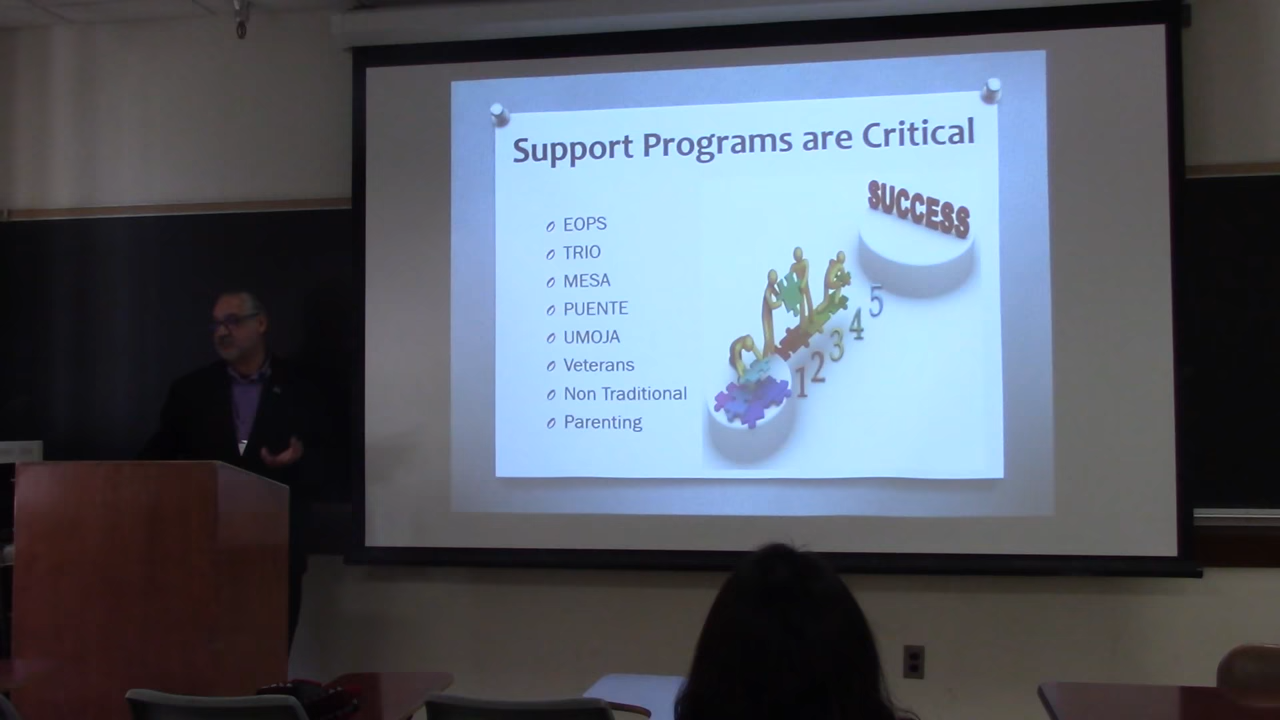 Support Programs are Critical
SUCCESS
EOPS
TRIO
MESA
PUENTE
UMOJA
Veterans
Non Traditional
Parenting
1
2
3
4
5